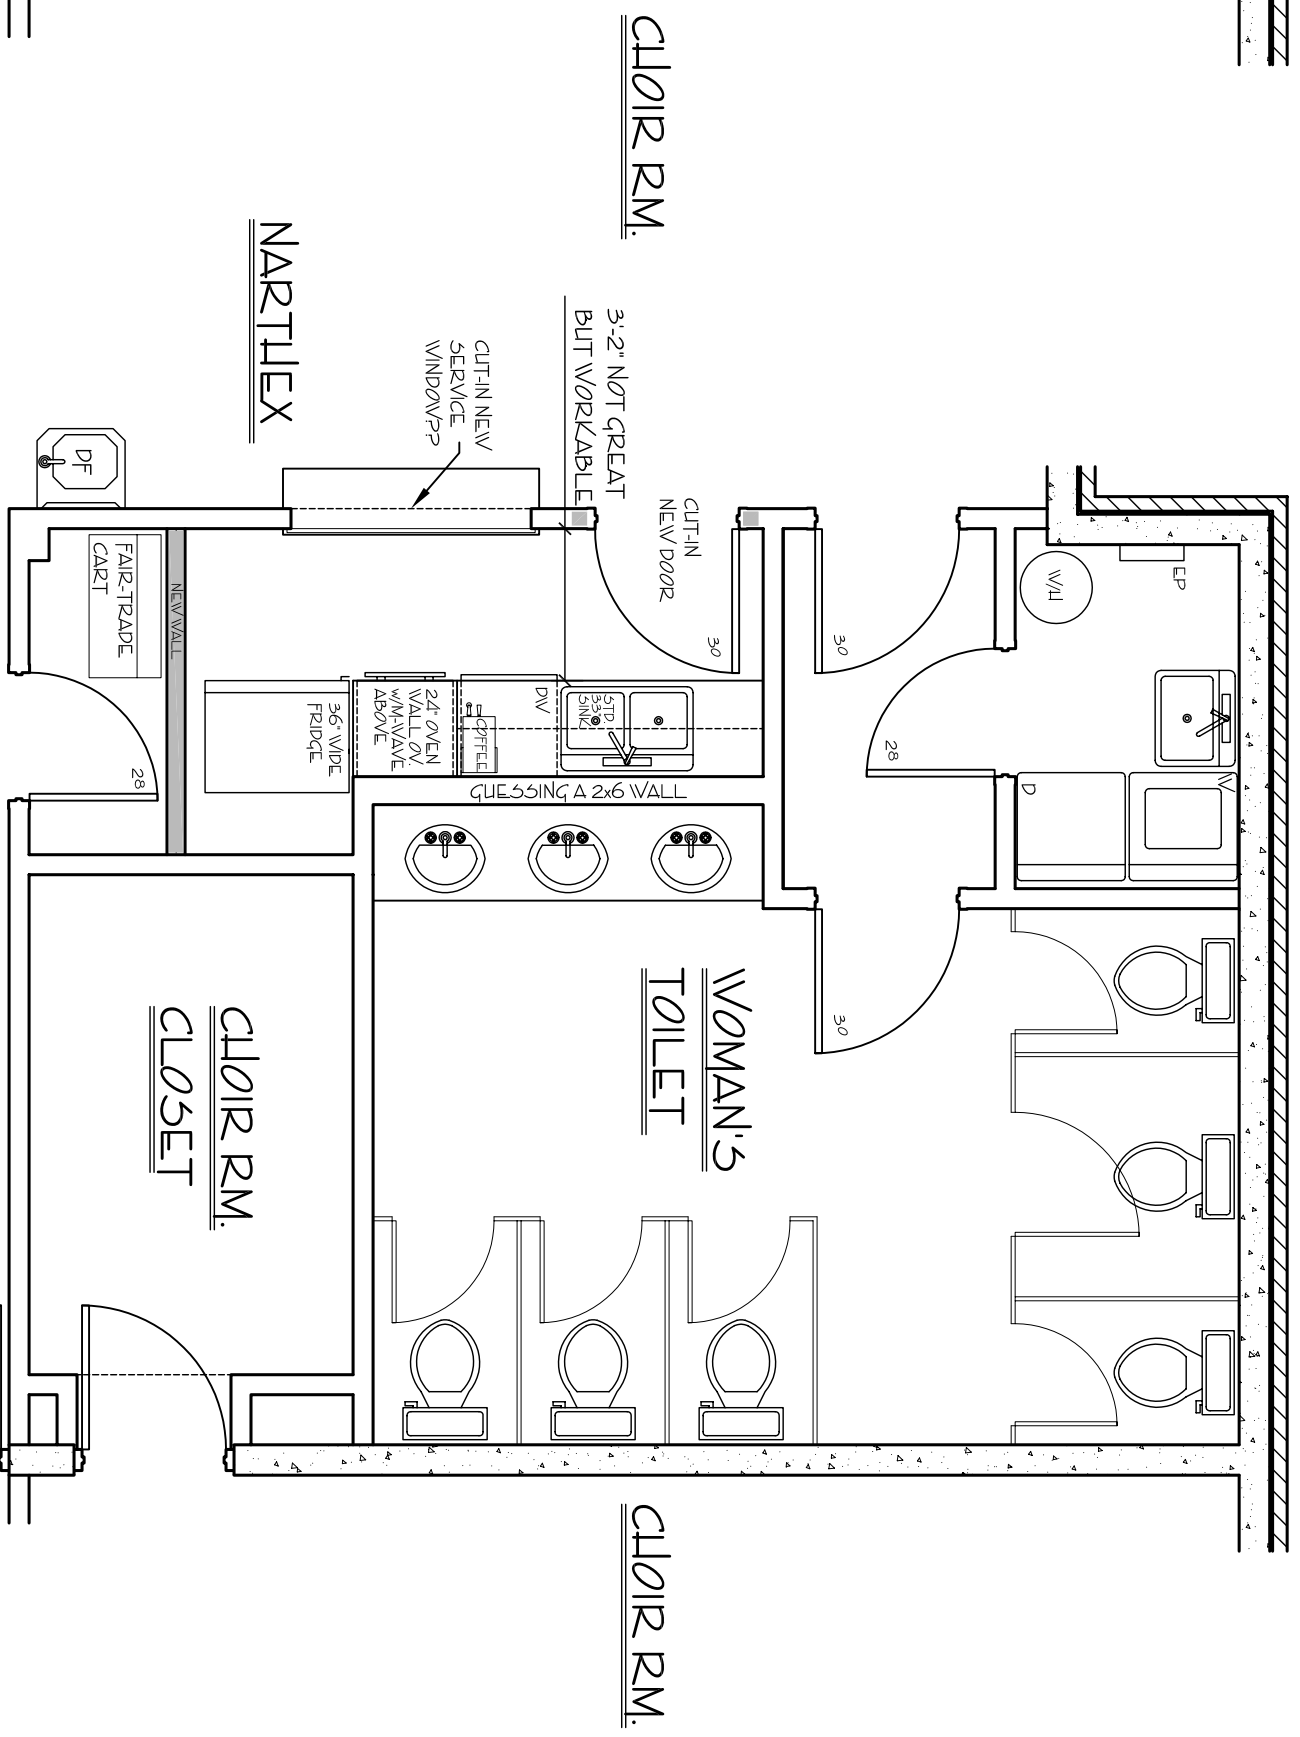 CHOIR RM.
NARTHEX
3'-2" NOT GREAT
BUT WORKABLE
CUT-IN NEW
SERVICE
WINDOW??
CUT-IN
NEW DOOR
DF
EP
W/H
30
30
28
W
D
FAIR-TRADE
CART
NEW WALL
28
36" WIDE
FRIDGE
24" OVEN
WALL OV.
W/M-WAVE
ABOVE
COFFEE
DW
STD.
33"
SINK
GUESSING A 2x6 WALL
30
WOMAN'S
TOILET
CHOIR RM.
CLOSET
CHOIR RM.